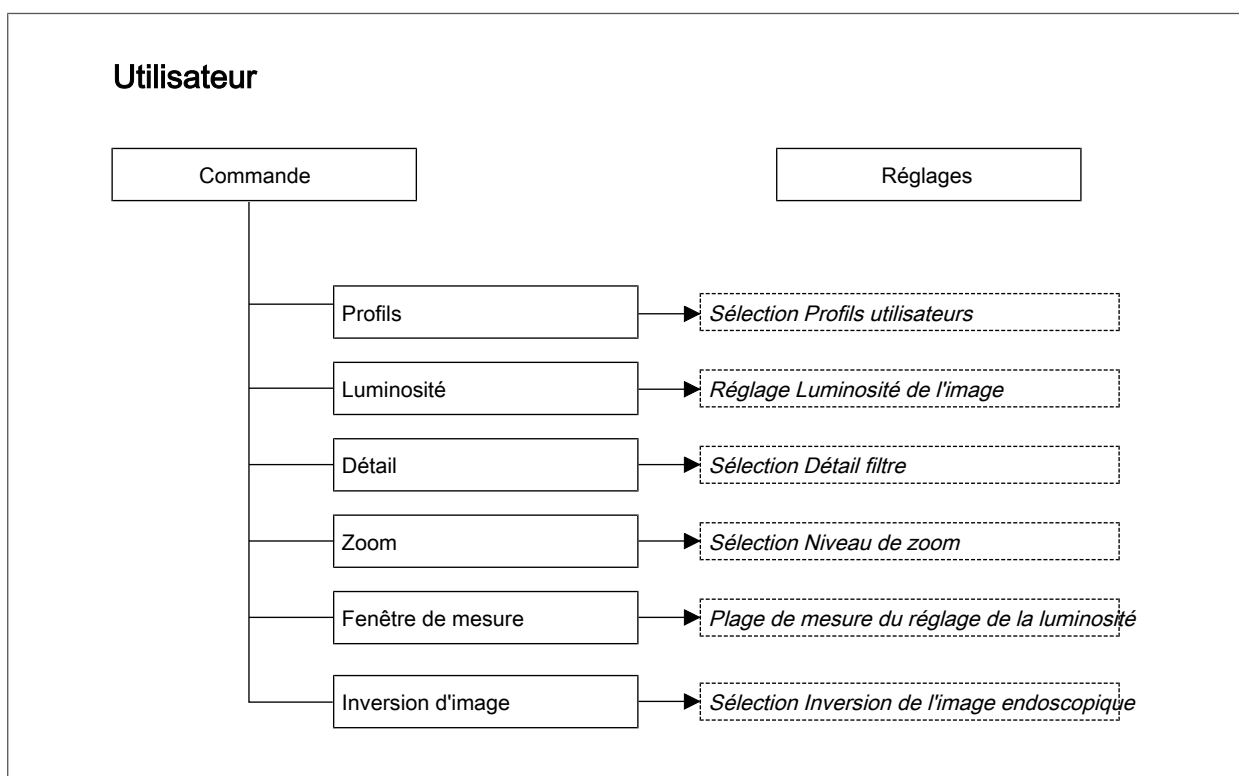 Utilisateur
Commande
Réglages
Profils
Sélection Profils utilisateurs
Luminosité
Réglage Luminosité de l'image
Détail
Sélection Détail filtre
Zoom
Sélection Niveau de zoom
Fenêtre de mesure
Plage de mesure du réglage de la luminosité
Inversion d'image
Sélection Inversion de l'image endoscopique